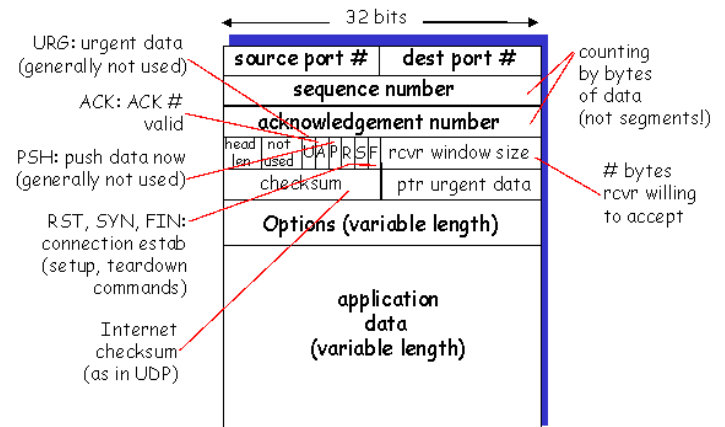 32 bits
URG: urgent data
(generally not used)
ACK: ACK #
valid
PSH: push data now
(generally not used)
RST, SYN, FIN:
connection estab
(setup, teardown
commands)
Internet
checksum
(as in UDP)
source port # dest port #
sequence number
acknowledgement number
head
len
not
used
U A P R S F
rcvr window size
checksum ptr urgent data
Options (variable length)
application
data
(variable length)
counting
by bytes
of data
(not segments!)
# bytes
rcvr willing
to accept